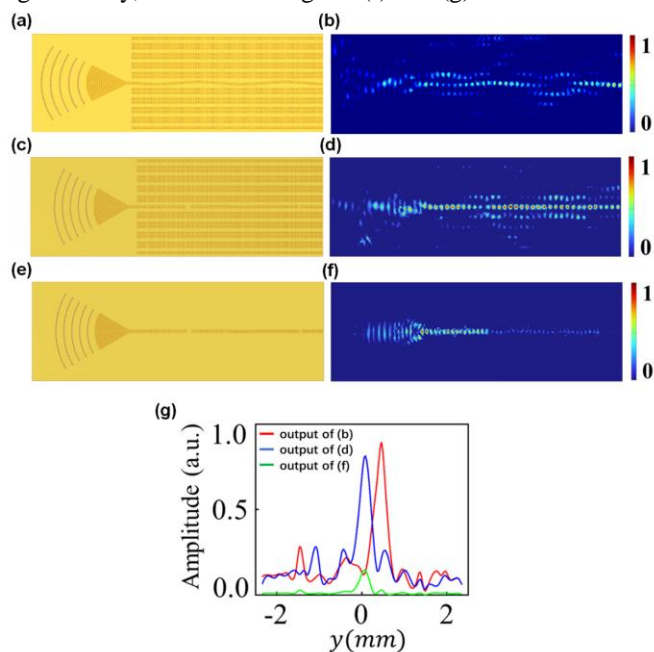 (a)
(b)
1
0
(c)
(d)
1
0
(e)
(f)
1
0
(g)
output of (b)
output of (d)
output of (f)
1.0
0.5
0.0
Amplitude (a.u.)
-2
0
2
y(mm)